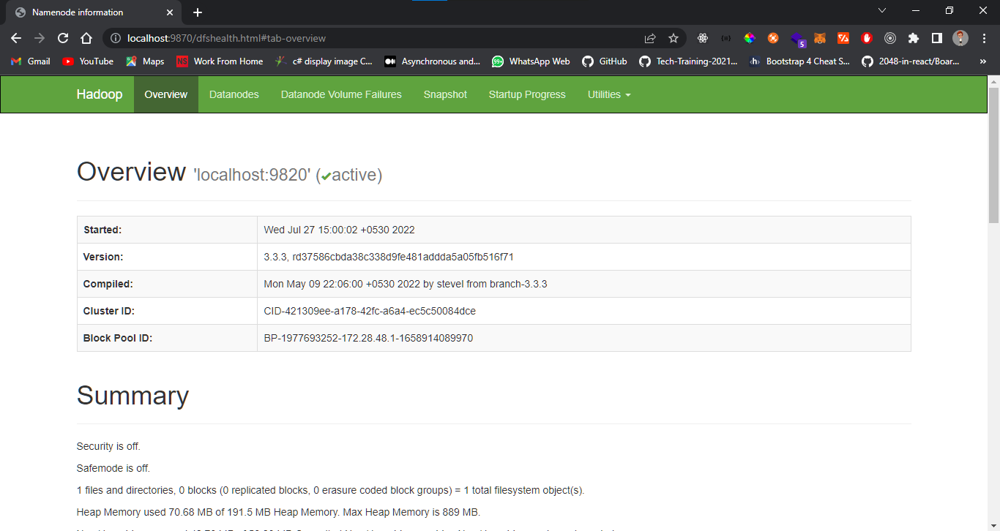 Namenode information
localhost:9870/dfshealth.html#tab-overview
5
Gmail YouTube Maps NS Work From Home c# display image C... Asynchronous and... 99+ WhatsApp Web GitHub Tech-Training-2021... h Bootstrap 4 Cheat S... 2048-in-react/Boar... »
Hadoop Overview Datanodes Datanode Volume Failures Snapshot Startup Progress Utilities
Overview 'localhost:9820' (✔active)
Started: Wed Jul 27 15:00:02 +0530 2022
Version: 3.3.3, rd37586cbda38c338d9fe481addda5a05fb516f71
Compiled: Mon May 09 22:06:00 +0530 2022 by stevel from branch-3.3.3
Cluster ID: CID-421309ee-a178-42fc-a6a4-ec5c50084dce
Block Pool ID: BP-1977693252-172.28.48.1-1658914089970
Summary
Security is off.
Safemode is off.
1 files and directories, 0 blocks (0 replicated blocks, 0 erasure coded block groups) = 1 total filesystem object(s).
Heap Memory used 70.68 MB of 191.5 MB Heap Memory. Max Heap Memory is 889 MB.